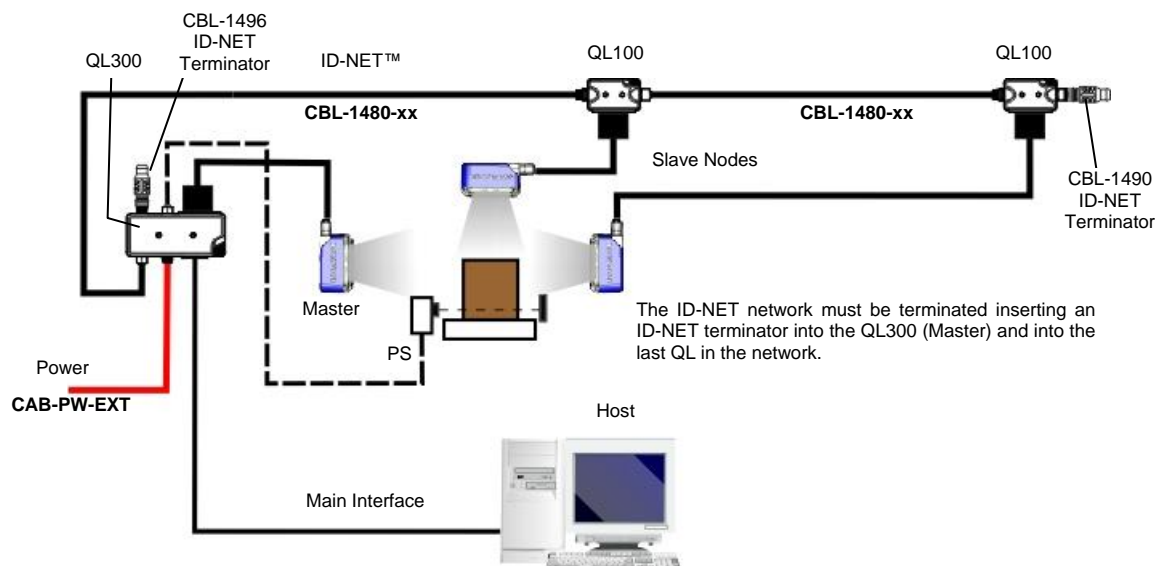 CBL-1496
ID-NET
Terminator
QL300
ID-NET™
QL100
QL100
CBL-1480-xx
CBL-1480-xx
Slave Nodes
CBL-1490
ID-NET
Terminator
Master
The ID-NET network must be terminated inserting an
ID-NET terminator into the QL300 (Master) and into the
last QL in the network.
PS
Power
CAB-PW-EXT
Host
Main Interface